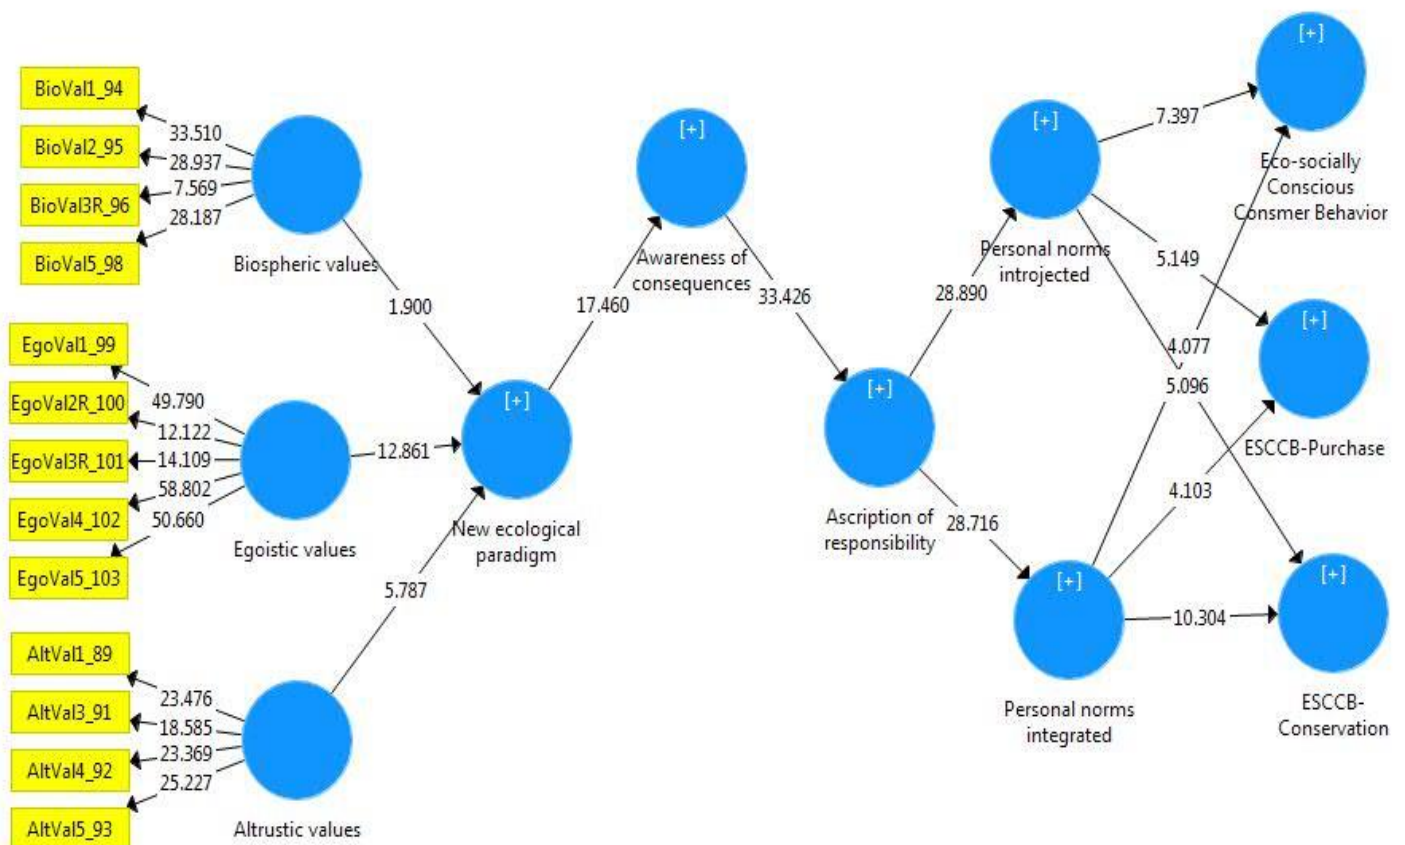 BioVal1_94
BioVal2_95
BioVal3R_96
BioVal5_98
33.510
28.937
7.569
28.187
Biospheric values
1.900
EgoVal1_99
EgoVal2R_100
EgoVal3R_101
EgoVal4_102
EgoVal5_103
49.790
12.122
14.109
58.802
50.660
Egoistic values
12.861
AltVal1_89
AltVal3_91
AltVal4_92
AltVal5_93
23.476
18.585
23.369
25.227
Altrustic values
5.787
[+]
New ecological
paradigm
17.460
[+]
Awareness of
consequences
33.426
[+]
Ascription of
responsibility
28.890
28.716
[+]
Personal norms
introjected
7.397
5.149
5.096
[+]
Personal norms
integrated
4.077
4.103
10.304
[+]
Eco-socially
Conscious
Consmer Behavior
[+]
ESCCB-Purchase
[+]
ESCCB-
Conservation